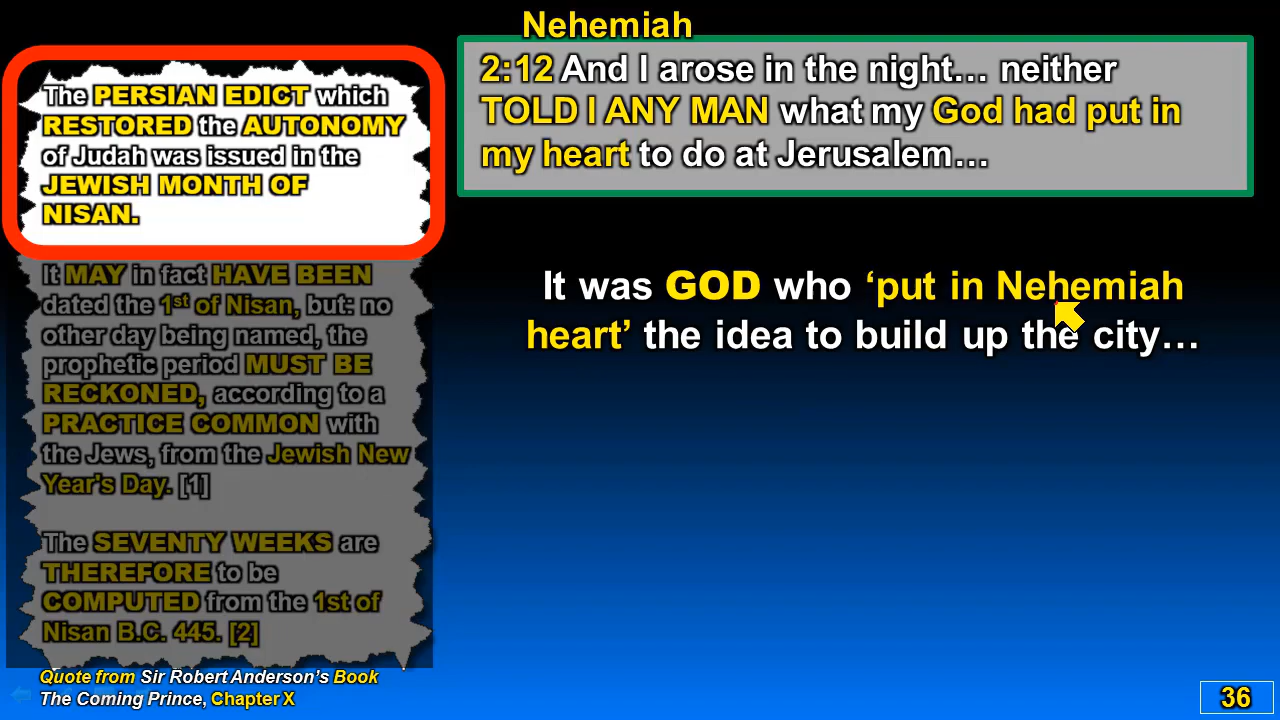 Nehemiah
2:12 And I arose in the night… neither
TOLD I ANY MAN what my God had put in
my heart to do at Jerusalem…
The PERSIAN EDICT which
RESTORED the AUTONOMY
of Judah was issued in the
JEWISH MONTH OF
NISAN.
It MAY in fact HAVE BEEN
dated the 1st of Nisan, but: no
other day being named, the
prophetic period MUST BE
RECKONED, according to a
PRACTICE COMMON with
the Jews, from the Jewish New
Year's Day. [1]
The SEVENTY WEEKS are
THEREFORE to be
COMPUTED from the 1st of
Nisan B.C. 445. [2]
It was GOD who ‘put in Nehemiah
heart’ the idea to build up the city…
Quote from Sir Robert Anderson’s Book
The Coming Prince, Chapter X
36